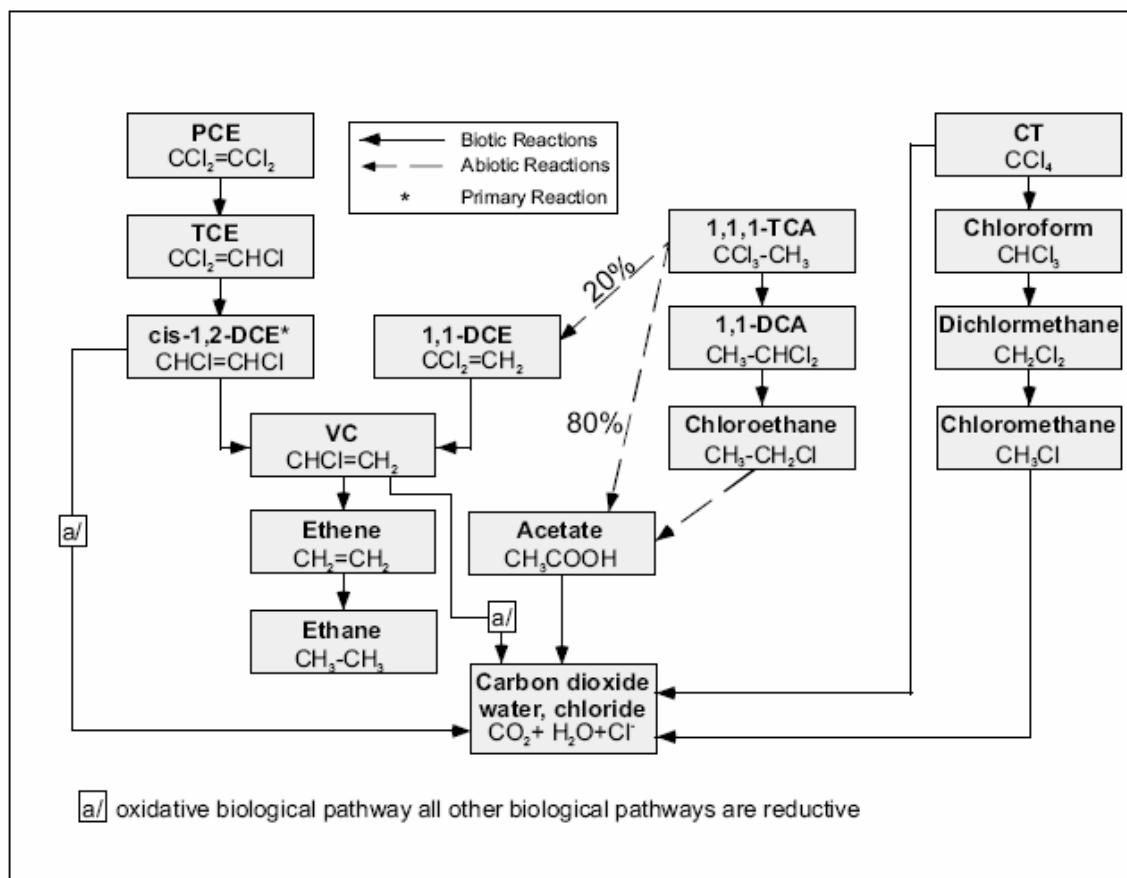 PCE
CCl₂=CCl₂
TCE
CCl₂=CHCl
cis-1,2-DCE*
CHCl=CHCl
Biotic Reactions
Abiotic Reactions
* Primary Reaction
1,1-DCE
CCl₂=CH₂
VC
CHCl=CH₂
Ethene
CH₂=CH₂
Ethane
CH₃-CH₃
20%
80%
1,1,1-TCA
CCl₃-CH₃
1,1-DCA
CH₃-CHCl₂
Chloroethane
CH₃-CH₂Cl
Acetate
CH₃COOH
CT
CCl₄
Chloroform
CHCl₃
Dichlormethane
CH₂Cl₂
Chloromethane
CH₃Cl
a/
a/
Carbon dioxide
water, chloride
CO₂+ H₂O+Cl⁻
a/ oxidative biological pathway all other biological pathways are reductive